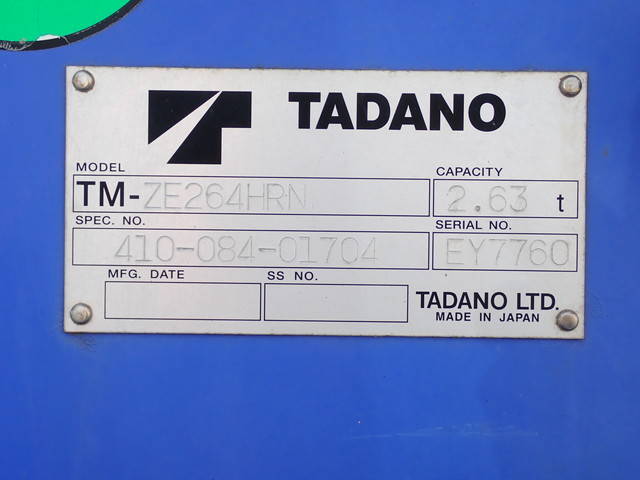 TADANO
MODEL
TM-ZE264HRN
CAPACITY
2.63 t
SPEC. NO.
410-084-01704
SERIAL NO.
EY7760
MFG. DATE
SS NO.
TADANO LTD.
MADE IN JAPAN